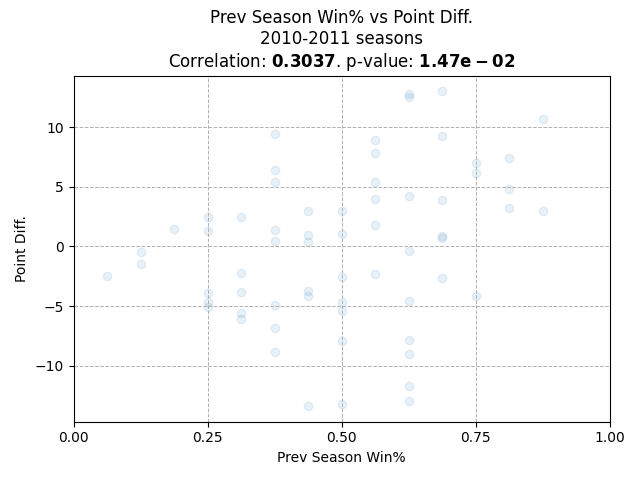 Prev Season Win% vs Point Diff.
2010-2011 seasons
Correlation: 0.3037. p-value: 1.47e − 02
Point Diff.
10
5
0
−5
−10
0.00 0.25 0.50 0.75 1.00
Prev Season Win%